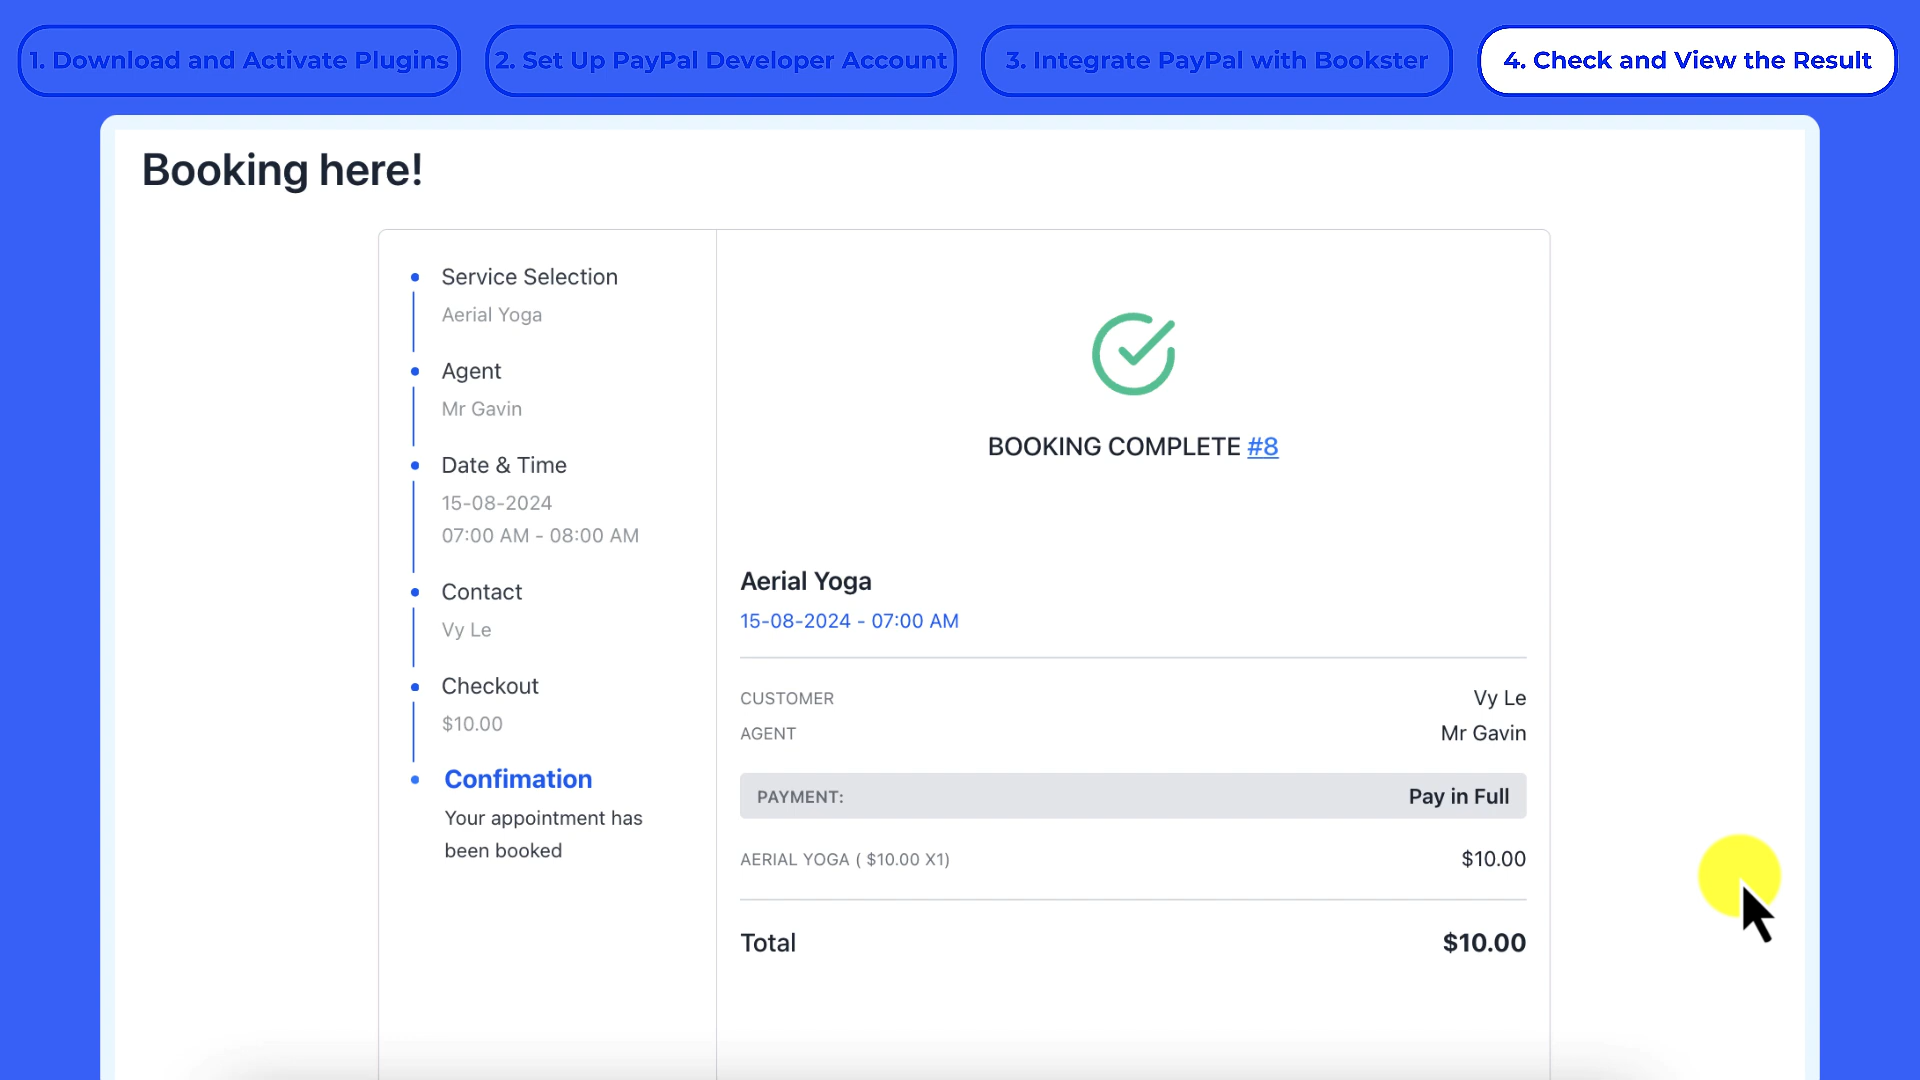 1. Download and Activate Plugins
2. Set Up PayPal Developer Account
3. Integrate PayPal with Bookster
4. Check and View the Result
Booking here!
Service Selection
Aerial Yoga
Agent
Mr Gavin
Date & Time
15-08-2024
07:00 AM - 08:00 AM
Contact
Vy Le
Checkout
$10.00
Confimation
Your appointment has
been booked
BOOKING COMPLETE #8
Aerial Yoga
15-08-2024 - 07:00 AM
CUSTOMER Vy Le
AGENT Mr Gavin
PAYMENT: Pay in Full
AERIAL YOGA ( $10.00 X1) $10.00
Total $10.00